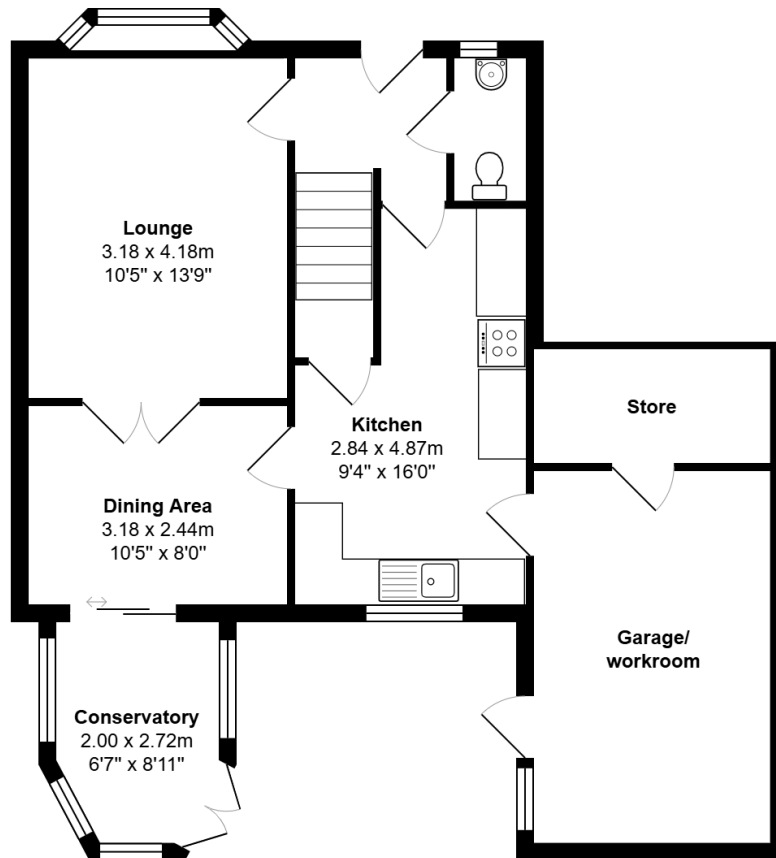 Lounge
3.18 x 4.18m
10'5" x 13'9"
Store
Kitchen
2.84 x 4.87m
9'4" x 16'0"
Dining Area
3.18 x 2.44m
10'5" x 8'0"
Garage/
workroom
Conservatory
2.00 x 2.72m
6'7" x 8'11"